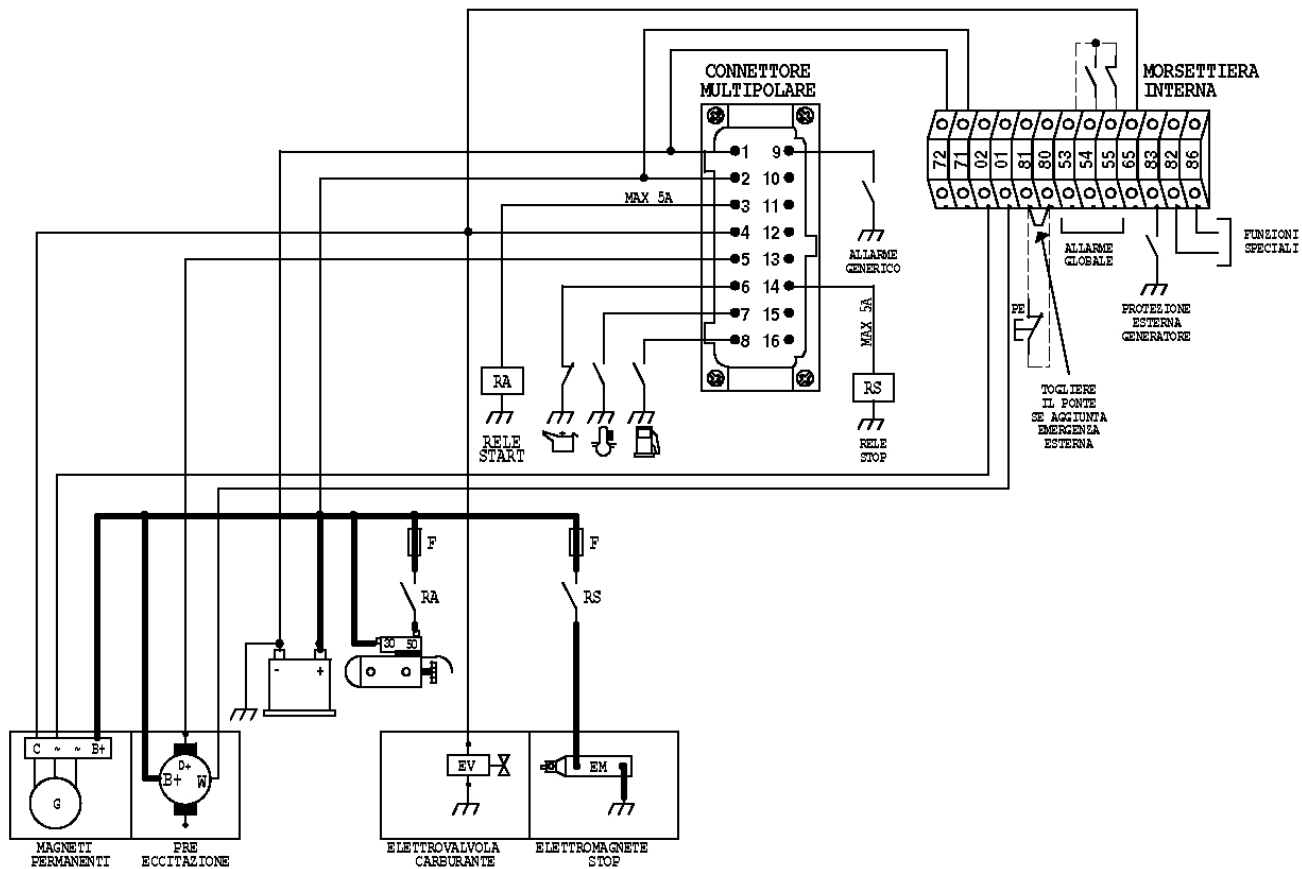 CONNETTORE
MULTIPOLARE
MORSETTIERA
INTERNA
1 9
2 10
3 11
4 12
5 13
6 14
7 15
8 16
MAX 5A
MAX 5A
72 71 02 01 81 80 53 54 55 65 83 82 86
ALLARME
GENERICO
ALLARME
GLOBALE
FUNZIONI
SPECIALI
PE
PROTEZIONE
ESTERNA
GENERATORE
TOGLIERE
IL PONTE
SE AGGIUNTA
EMERGENZA
ESTERNA
RA
RELE
START
RS
RELE
STOP
F
F
RA
RS
30 50
- +
C ~ ~ B+
G
D+
B+ W
EV
EM
MAGNETI
PERMANENTI
PRE
ECCITAZIONE
ELETTROVALVOLA
CARBURANTE
ELETTROMAGNETE
STOP